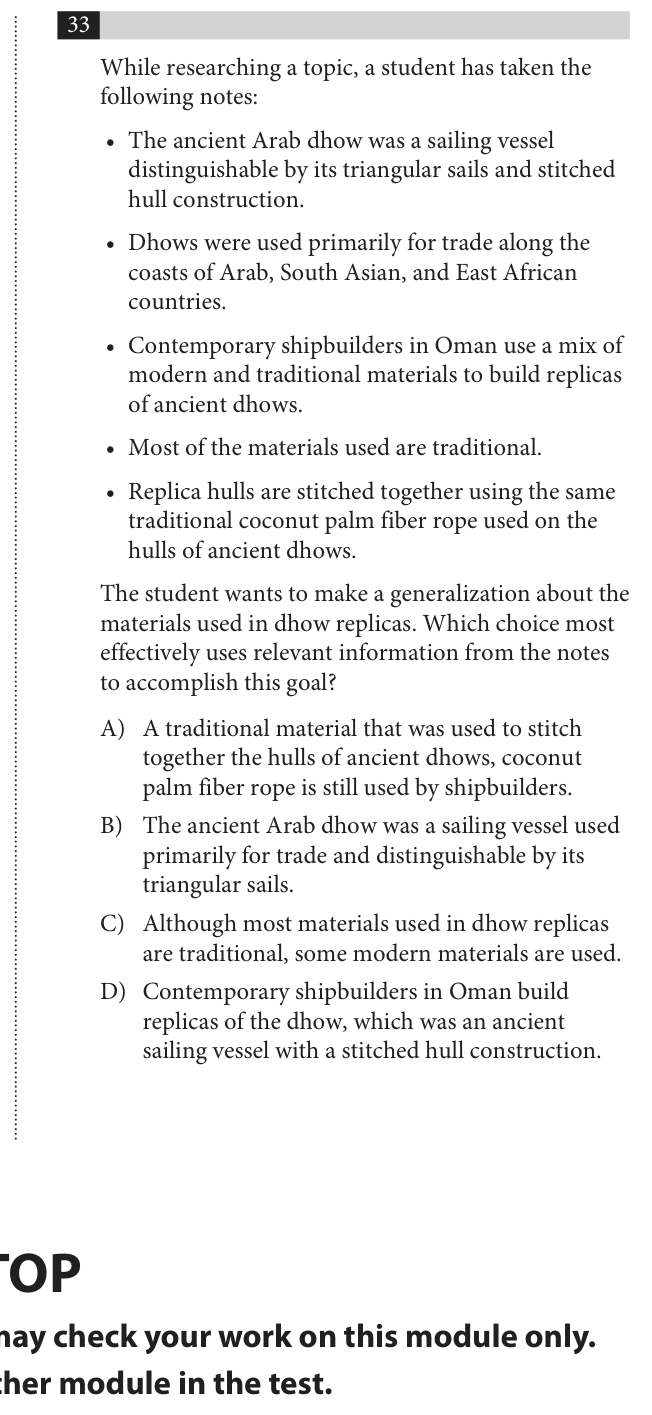 33
While researching a topic, a student has taken the
following notes:
• The ancient Arab dhow was a sailing vessel
distinguishable by its triangular sails and stitched
hull construction.
• Dhows were used primarily for trade along the
coasts of Arab, South Asian, and East African
countries.
• Contemporary shipbuilders in Oman use a mix of
modern and traditional materials to build replicas
of ancient dhows.
• Most of the materials used are traditional.
• Replica hulls are stitched together using the same
traditional coconut palm fiber rope used on the
hulls of ancient dhows.
The student wants to make a generalization about the
materials used in dhow replicas. Which choice most
effectively uses relevant information from the notes
to accomplish this goal?
A) A traditional material that was used to stitch
together the hulls of ancient dhows, coconut
palm fiber rope is still used by shipbuilders.
B) The ancient Arab dhow was a sailing vessel used
primarily for trade and distinguishable by its
triangular sails.
C) Although most materials used in dhow replicas
are traditional, some modern materials are used.
D) Contemporary shipbuilders in Oman build
replicas of the dhow, which was an ancient
sailing vessel with a stitched hull construction.
TOP
may check your work on this module only.
ther module in the test.